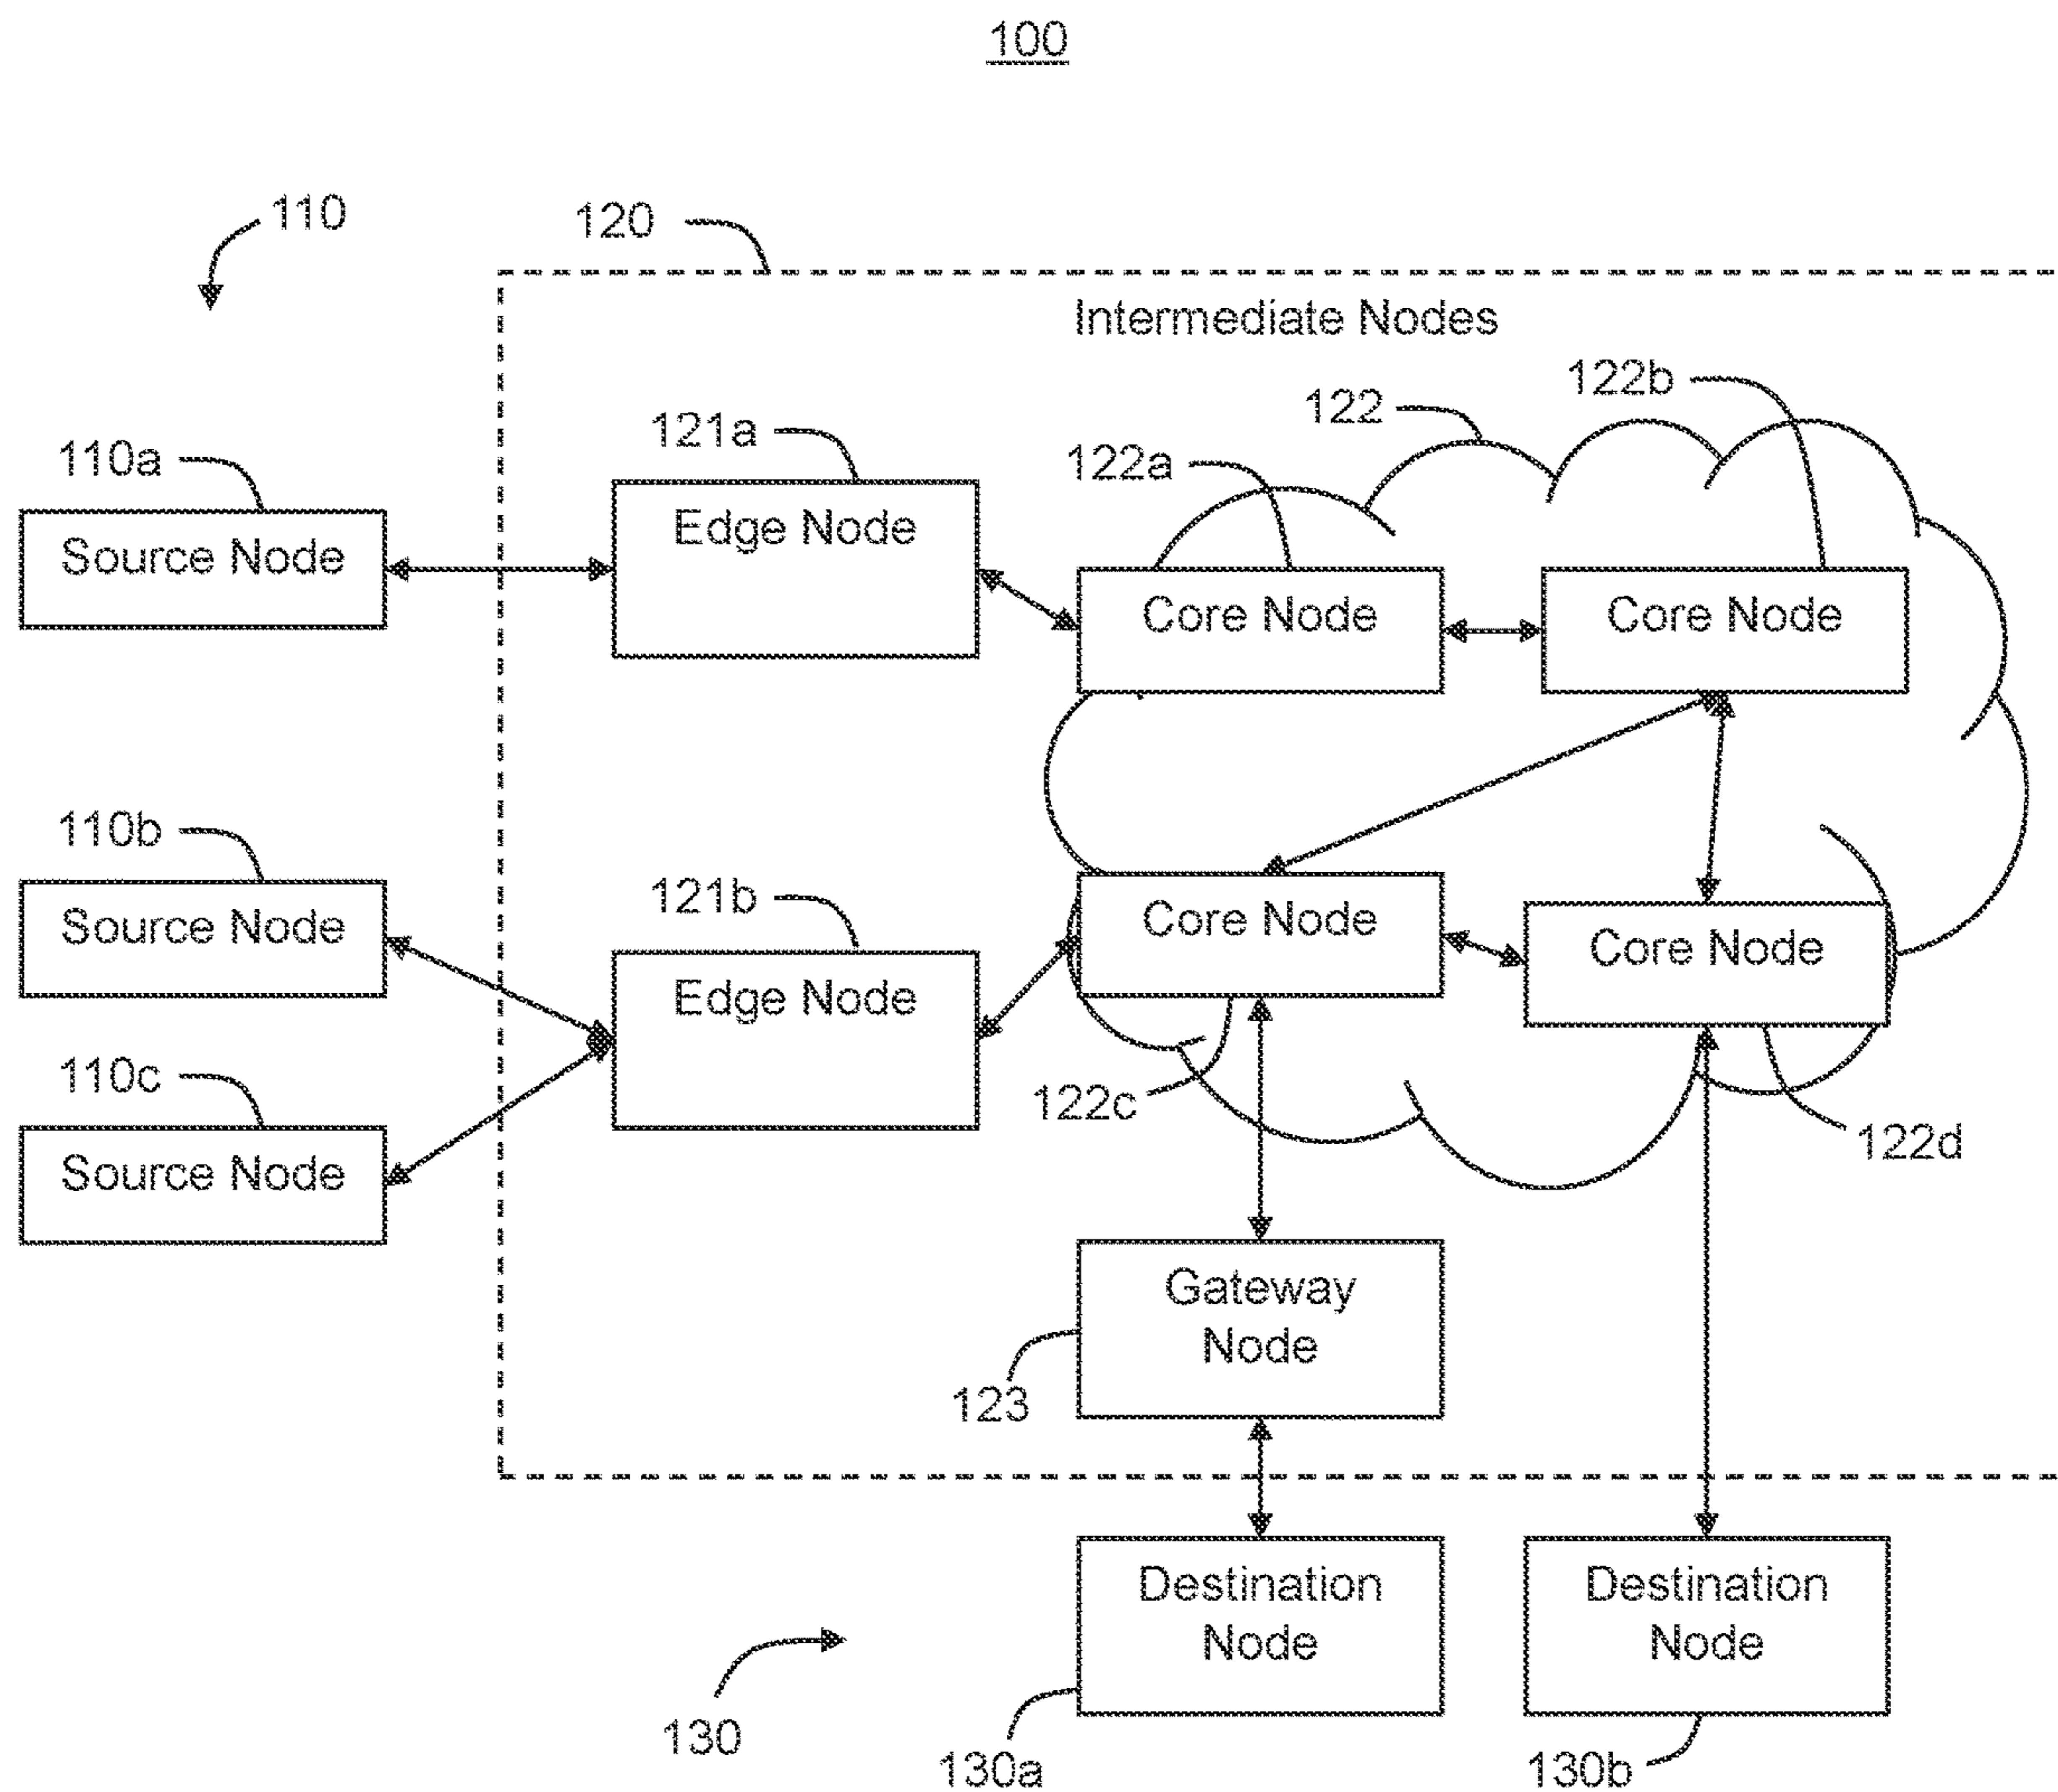 100
110
120
Intermediate Nodes
122b
122
121a
122a
110a
Edge Node
Source Node
Core Node
Core Node
110b
121b
Source Node
Core Node
Core Node
Edge Node
110c
122c
122d
Source Node
Gateway
Node
123
Destination
Node
Destination
Node
130
130a
130b